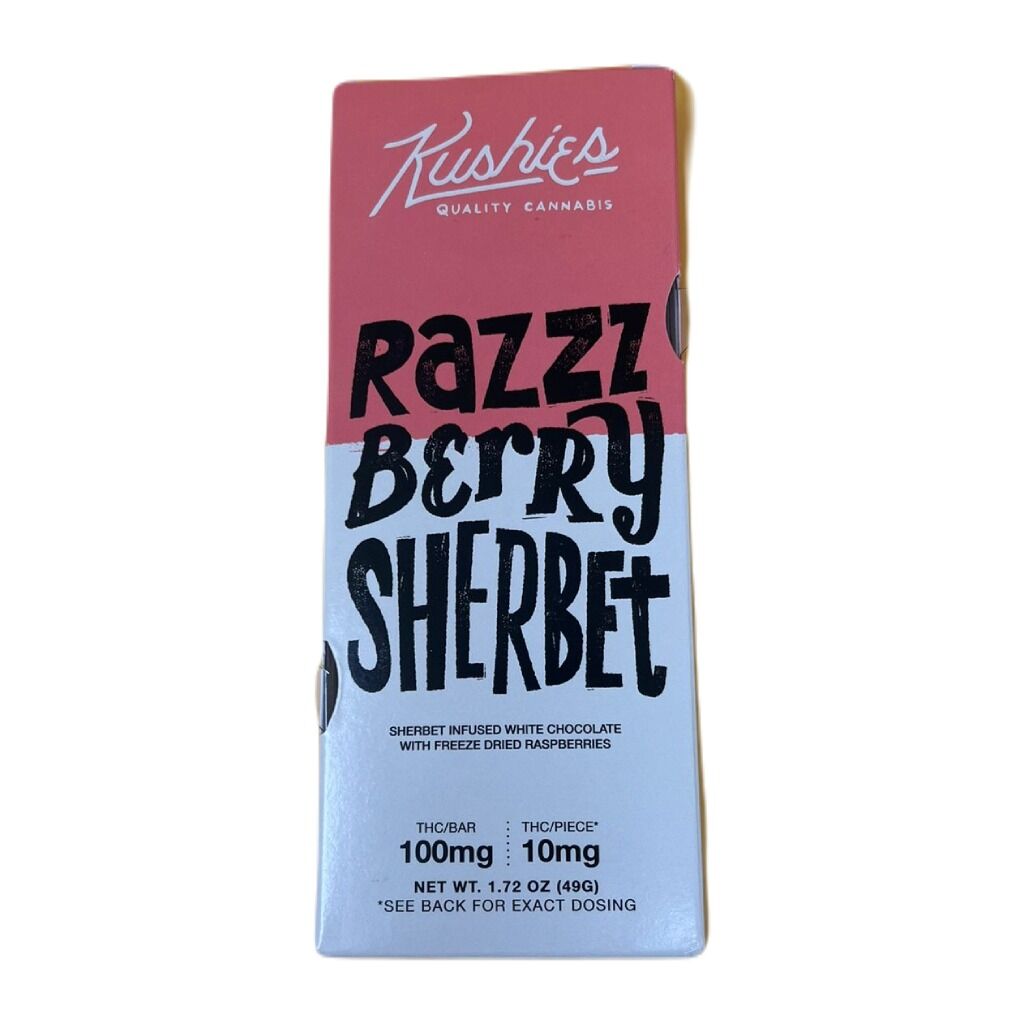 Kushies
QUALITY CANNABIS
RAZZZ
BERRY
SHERBET
SHERBET INFUSED WHITE CHOCOLATE
WITH FREEZE DRIED RASPBERRIES
THC/BAR THC/PIECE*
100mg 10mg
NET WT. 1.72 OZ (49G)
*SEE BACK FOR EXACT DOSING